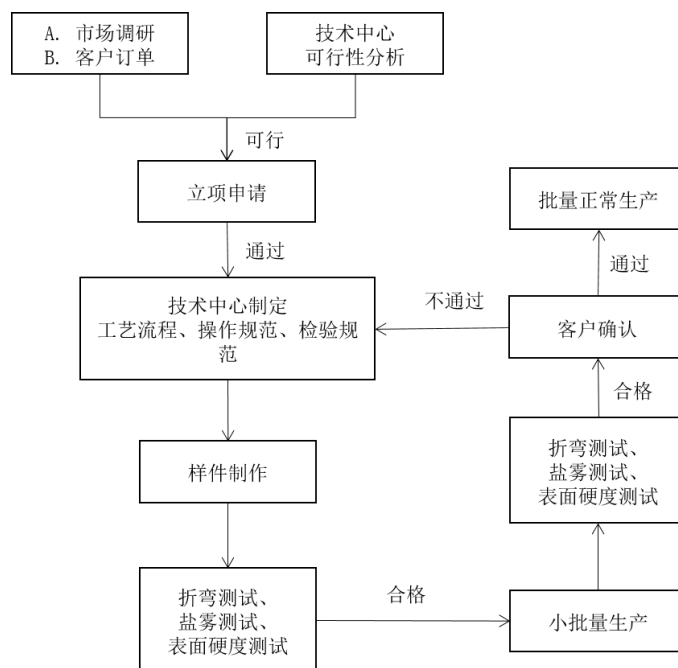 A. 市场调研
B. 客户订单
技术中心
可行性分析
可行
立项申请
批量正常生产
通过
通过
技术中心制定
工艺流程、操作规范、检验规
范
不通过
客户确认
合格
样件制作
折弯测试、
盐雾测试、
表面硬度测试
折弯测试、
盐雾测试、
表面硬度测试
合格
小批量生产